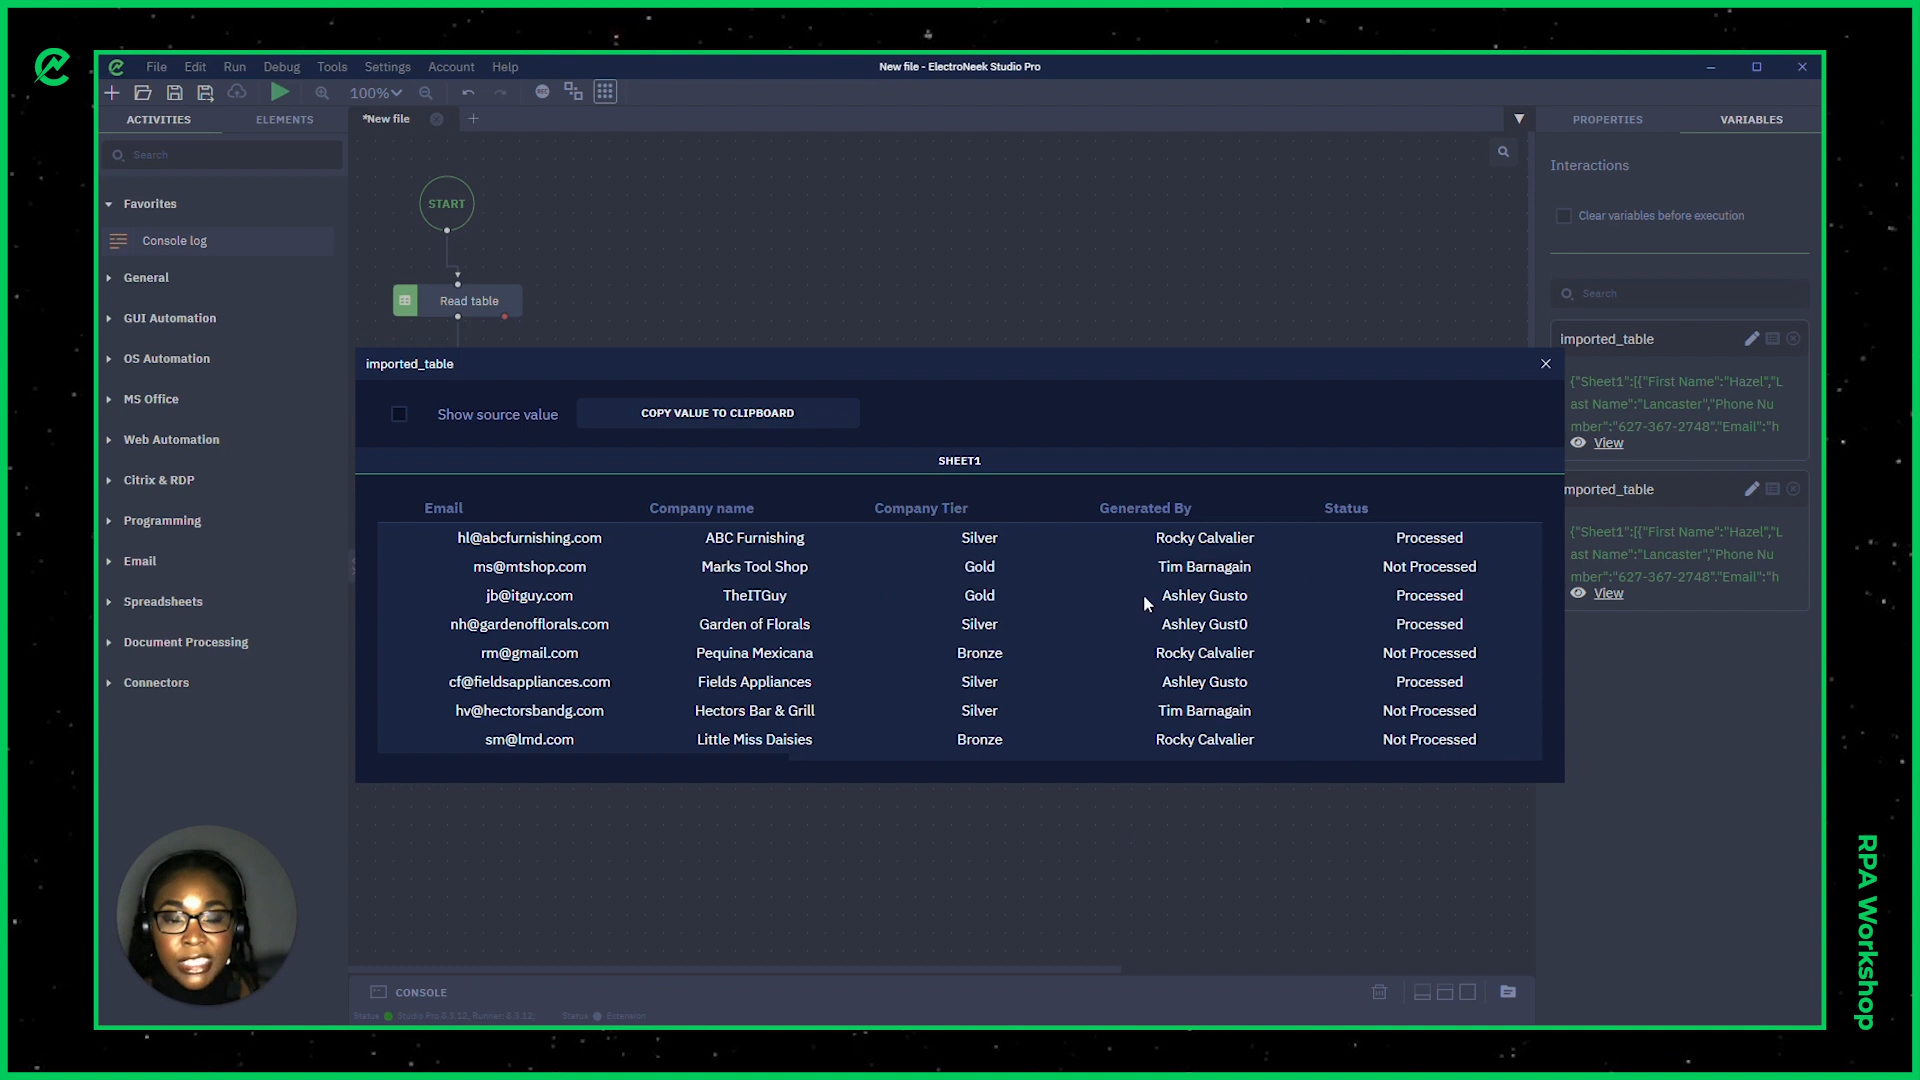 File Edit Run Debug Tools Settings Account Help
New file - ElectroNeek Studio Pro
100%
ACTIVITIES ELEMENTS
*New file
PROPERTIES VARIABLES
Search
Favorites
Console log
General
GUI Automation
OS Automation
MS Office
Web Automation
Citrix & RDP
Programming
Email
Spreadsheets
Document Processing
Connectors
START
Read table
imported_table
Show source value COPY VALUE TO CLIPBOARD
SHEET1
Email Company name Company Tier Generated By Status
hl@abcfurnishing.com ABC Furnishing Silver Rocky Calvalier Processed
ms@mtshop.com Marks Tool Shop Gold Tim Barnagain Not Processed
jb@itguy.com TheITGuy Gold Ashley Gusto Processed
nh@gardenofflorals.com Garden of Florals Silver Ashley Gust0 Processed
rm@gmail.com Pequina Mexicana Bronze Rocky Calvalier Not Processed
cf@fieldsappliances.com Fields Appliances Silver Ashley Gusto Processed
hv@hectorsbandg.com Hectors Bar & Grill Silver Tim Barnagain Not Processed
sm@lmd.com Little Miss Daisies Bronze Rocky Calvalier Not Processed
Interactions
Clear variables before execution
Search
imported_table
{"Sheet1":[{"First Name":"Hazel","L
ast Name":"Lancaster","Phone Nu
mber":"627-367-2748","Email":"h
View
mported_table
{"Sheet1":[{"First Name":"Hazel","L
ast Name":"Lancaster","Phone Nu
mber":"627-367-2748","Email":"h
View
CONSOLE
Status Studio Pro 8.3.12, Runner: 8.3.12; Status Extension
RPA Workshop